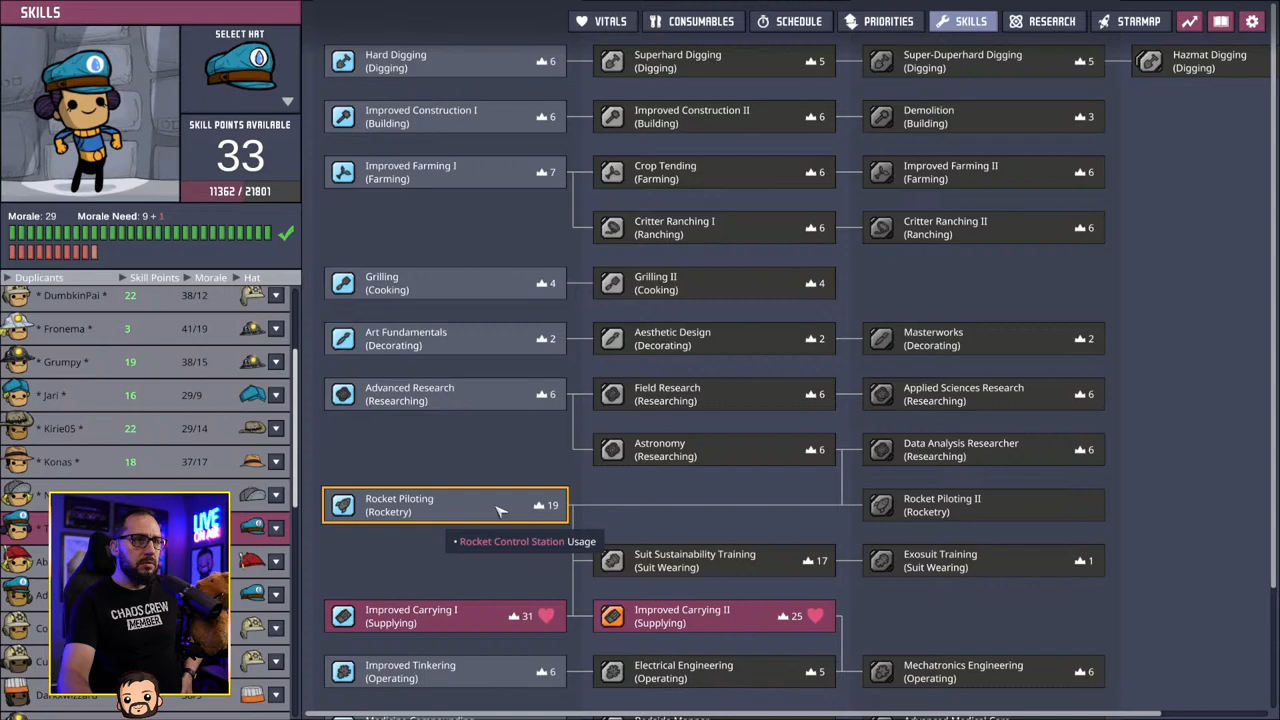 SKILLS
VITALS
CONSUMABLES
SCHEDULE
PRIORITIES
SKILLS
RESEARCH
STARMAP
SELECT HAT
SKILL POINTS AVAILABLE
33
11362 / 21801
Morale: 29 Morale Need: 9 + 1
Duplicants Skill Points Morale Hat
* DumbkinPai * 22 38/12
* Fronema * 3 41/19
* Grumpy * 19 38/15
* Jari * 16 29/9
* Kirie05 * 22 29/14
* Konas * 18 37/17
Hard Digging
(Digging)
6
Superhard Digging
(Digging)
5
Super-Duperhard Digging
(Digging)
5
Hazmat Digging
(Digging)
Improved Construction I
(Building)
6
Improved Construction II
(Building)
6
Demolition
(Building)
3
Improved Farming I
(Farming)
7
Crop Tending
(Farming)
6
Improved Farming II
(Farming)
6
Critter Ranching I
(Ranching)
6
Critter Ranching II
(Ranching)
6
Grilling
(Cooking)
4
Grilling II
(Cooking)
4
Art Fundamentals
(Decorating)
2
Aesthetic Design
(Decorating)
2
Masterworks
(Decorating)
2
Advanced Research
(Researching)
6
Field Research
(Researching)
6
Applied Sciences Research
(Researching)
6
Astronomy
(Researching)
6
Data Analysis Researcher
(Researching)
6
Rocket Piloting
(Rocketry)
19
Rocket Piloting II
(Rocketry)
• Rocket Control Station Usage
Suit Sustainability Training
(Suit Wearing)
17
Exosuit Training
(Suit Wearing)
1
Improved Carrying I
(Supplying)
31
Improved Carrying II
(Supplying)
25
Improved Tinkering
(Operating)
6
Electrical Engineering
(Operating)
5
Mechatronics Engineering
(Operating)
6
LIVE
CHAOS CREW
MEMBER